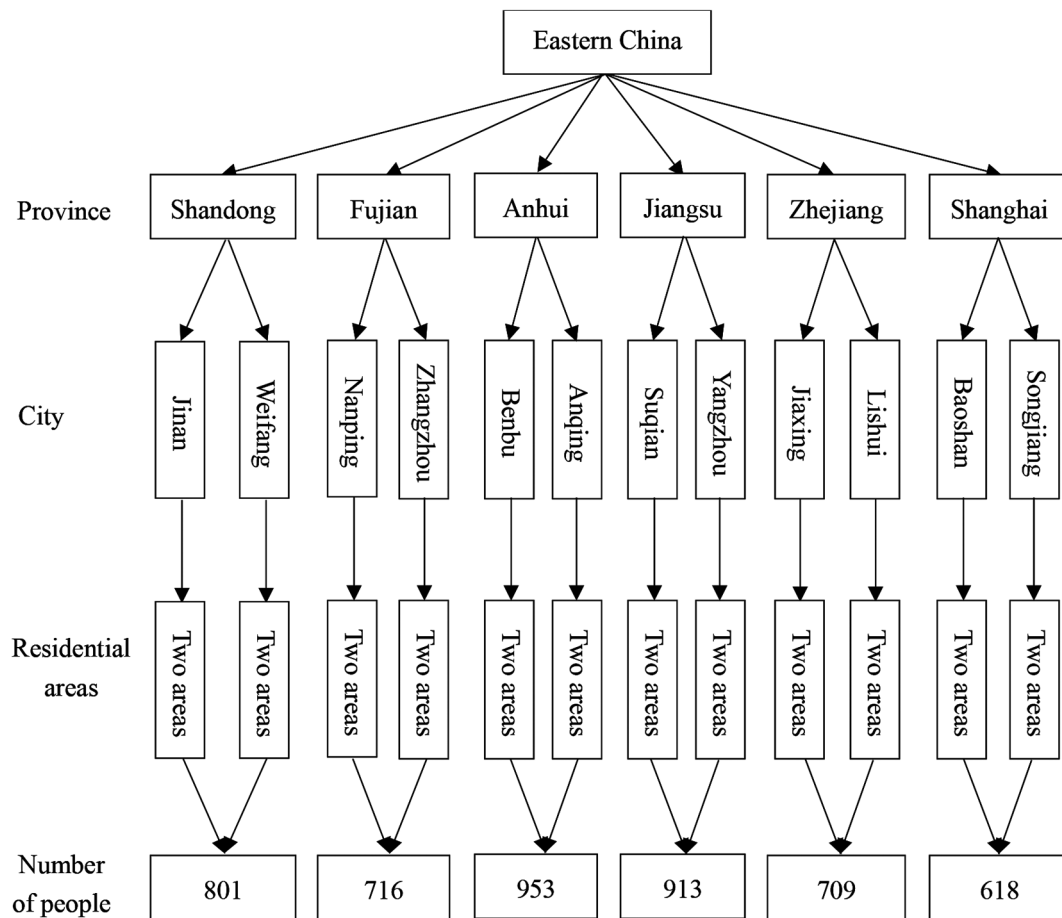 Eastern China
Province
Shandong
Fujian
Anhui
Jiangsu
Zhejiang
Shanghai
City
Jinan
Weifang
Nanping
Zhangzhou
Benbu
Anqing
Suqian
Yangzhou
Jiaxing
Lishui
Baoshan
Songjiang
Residential
areas
Two areas
Two areas
Two areas
Two areas
Two areas
Two areas
Two areas
Two areas
Two areas
Two areas
Two areas
Two areas
Number
of people
801
716
953
913
709
618